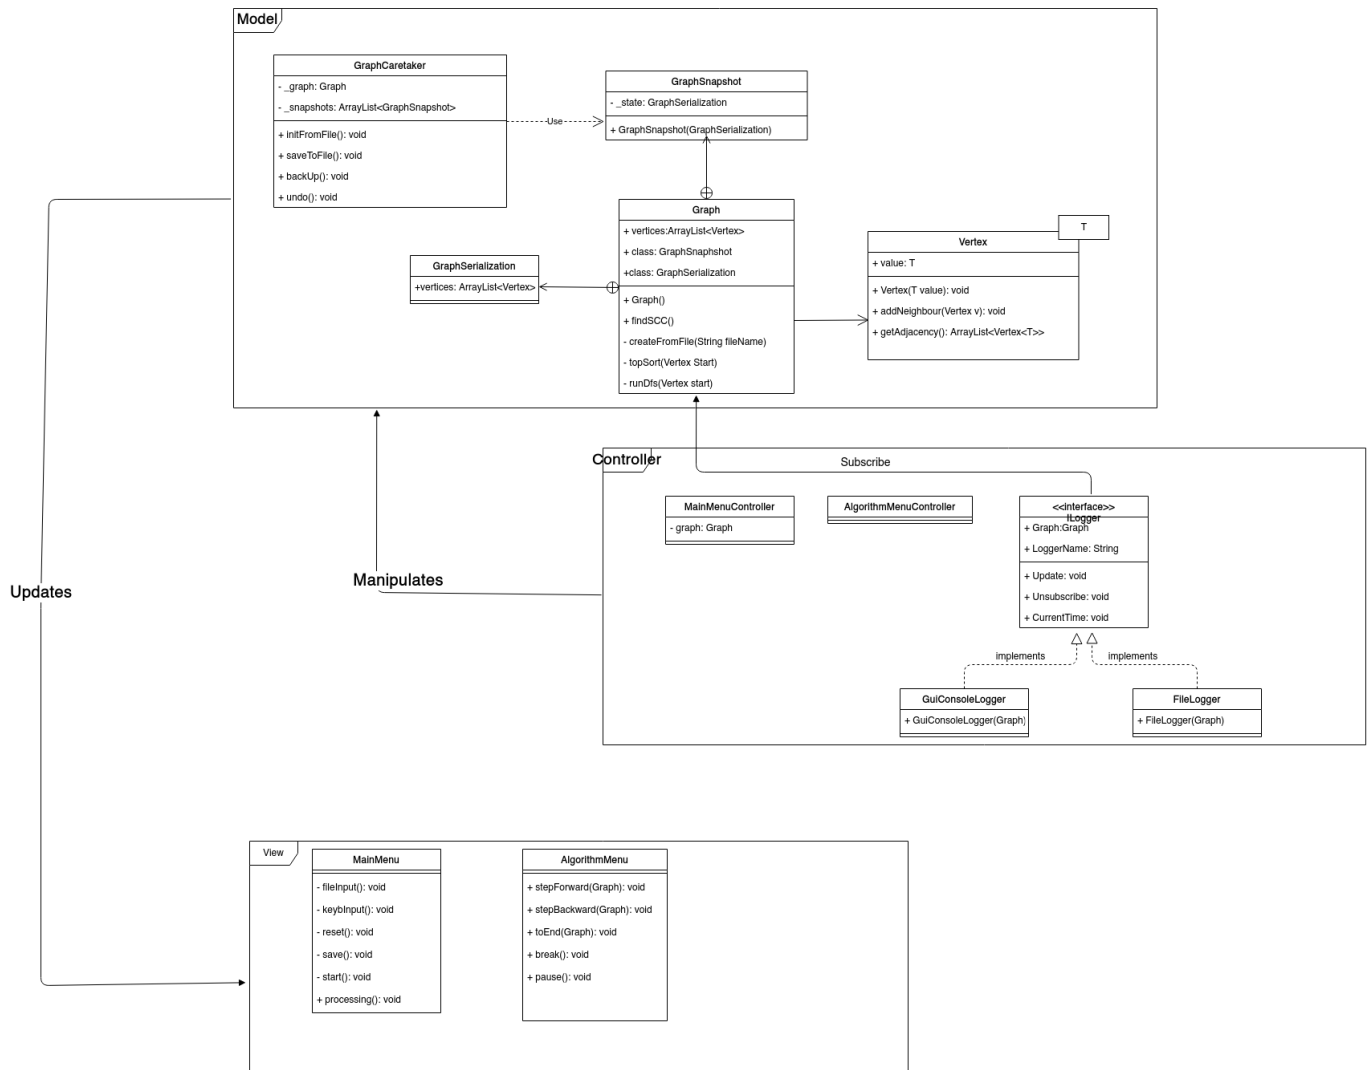 Model
GraphCaretaker
- _graph: Graph
- _snapshots: ArrayList<GraphSnapshot>
+ initFromFile(): void
+ saveToFile(): void
+ backUp(): void
+ undo(): void
Use
GraphSnapshot
- _state: GraphSerialization
+ GraphSnapshot(GraphSerialization)
Graph
+ vertices:ArrayList<Vertex>
+ class: GraphSnaphshot
+class: GraphSerialization
+ Graph()
+ findSCC()
- createFromFile(String fileName)
- topSort(Vertex Start)
- runDfs(Vertex start)
GraphSerialization
+vertices: ArrayList<Vertex>
T
Vertex
+ value: T
+ Vertex(T value): void
+ addNeighbour(Vertex v): void
+ getAdjacency(): ArrayList<Vertex<T>>
Controller
Subscribe
MainMenuController
- graph: Graph
AlgorithmMenuController
<<interface>>
ILogger
+ Graph:Graph
+ LoggerName: String
+ Update: void
+ Unsubscribe: void
+ CurrentTime: void
implements
implements
GuiConsoleLogger
+ GuiConsoleLogger(Graph)
FileLogger
+ FileLogger(Graph)
Manipulates
Updates
View
MainMenu
- fileInput(): void
- keybInput(): void
- reset(): void
- save(): void
- start(): void
+ processing(): void
AlgorithmMenu
+ stepForward(Graph): void
+ stepBackward(Graph): void
+ toEnd(Graph): void
+ break(): void
+ pause(): void